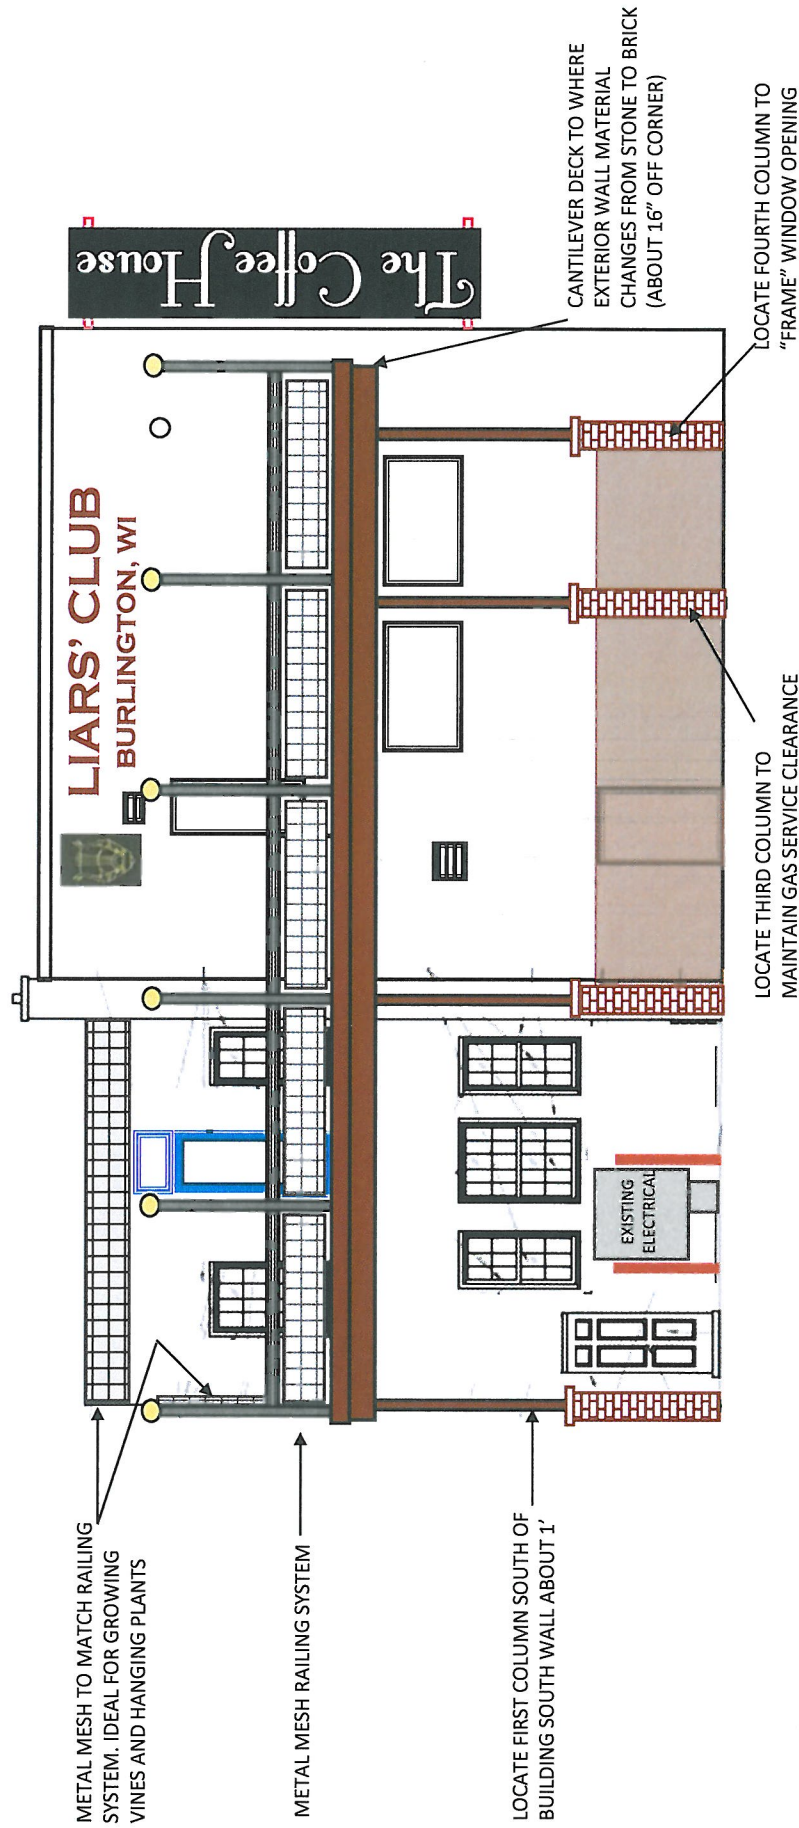 METAL MESH TO MATCH RAILING
SYSTEM. IDEAL FOR GROWING
VINES AND HANGING PLANTS
METAL MESH RAILING SYSTEM
LOCATE FIRST COLUMN SOUTH OF
BUILDING SOUTH WALL ABOUT 1'
LIARS' CLUB
BURLINGTON, WI
EXISTING
ELECTRICAL
The Coffee House
CANTILEVER DECK TO WHERE
EXTERIOR WALL MATERIAL
CHANGES FROM STONE TO BRICK
(ABOUT 16" OFF CORNER)
LOCATE THIRD COLUMN TO
MAINTAIN GAS SERVICE CLEARANCE
LOCATE FOURTH COLUMN TO
"FRAME" WINDOW OPENING